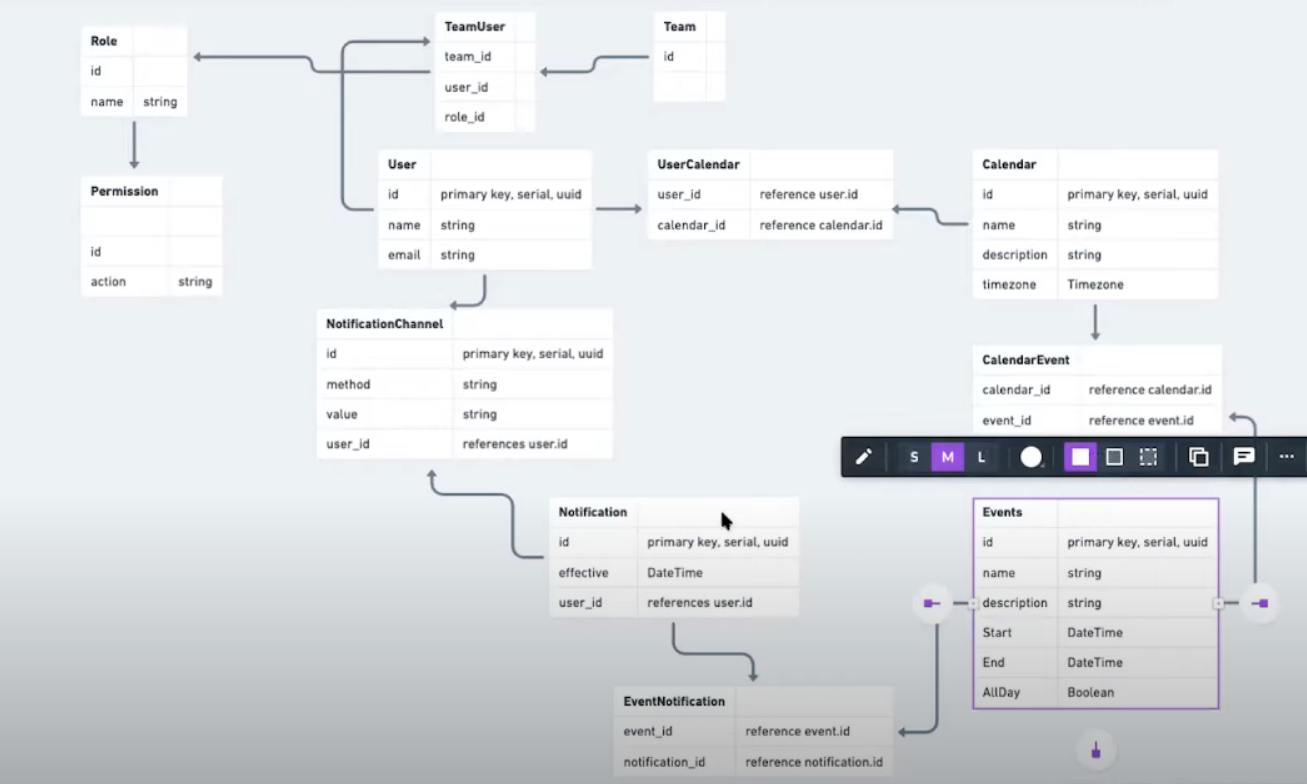 Role
id
name string
Permission
id
action string
TeamUser
team_id
user_id
role_id
Team
id
User
id primary key, serial, uuid
name string
email string
UserCalendar
user_id reference user.id
calendar_id reference calendar.id
Calendar
id primary key, serial, uuid
name string
description string
timezone Timezone
NotificationChannel
id primary key, serial, uuid
method string
value string
user_id references user.id
CalendarEvent
calendar_id reference calendar.id
event_id reference event.id
S M L
Notification
id primary key, serial, uuid
effective DateTime
user_id references user.id
Events
id primary key, serial, uuid
name string
description string
Start DateTime
End DateTime
AllDay Boolean
EventNotification
event_id reference event.id
notification_id reference notification.id